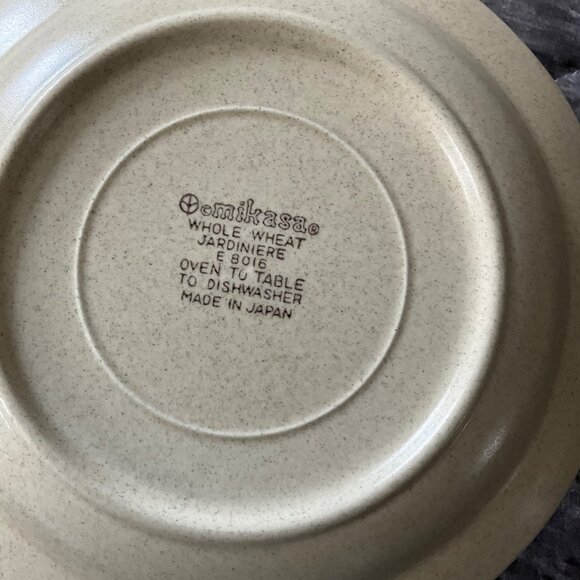 ©mikasa®
WHOLE WHEAT
JARDINIERE
E 8016
OVEN TO TABLE
TO DISHWASHER
MADE IN JAPAN